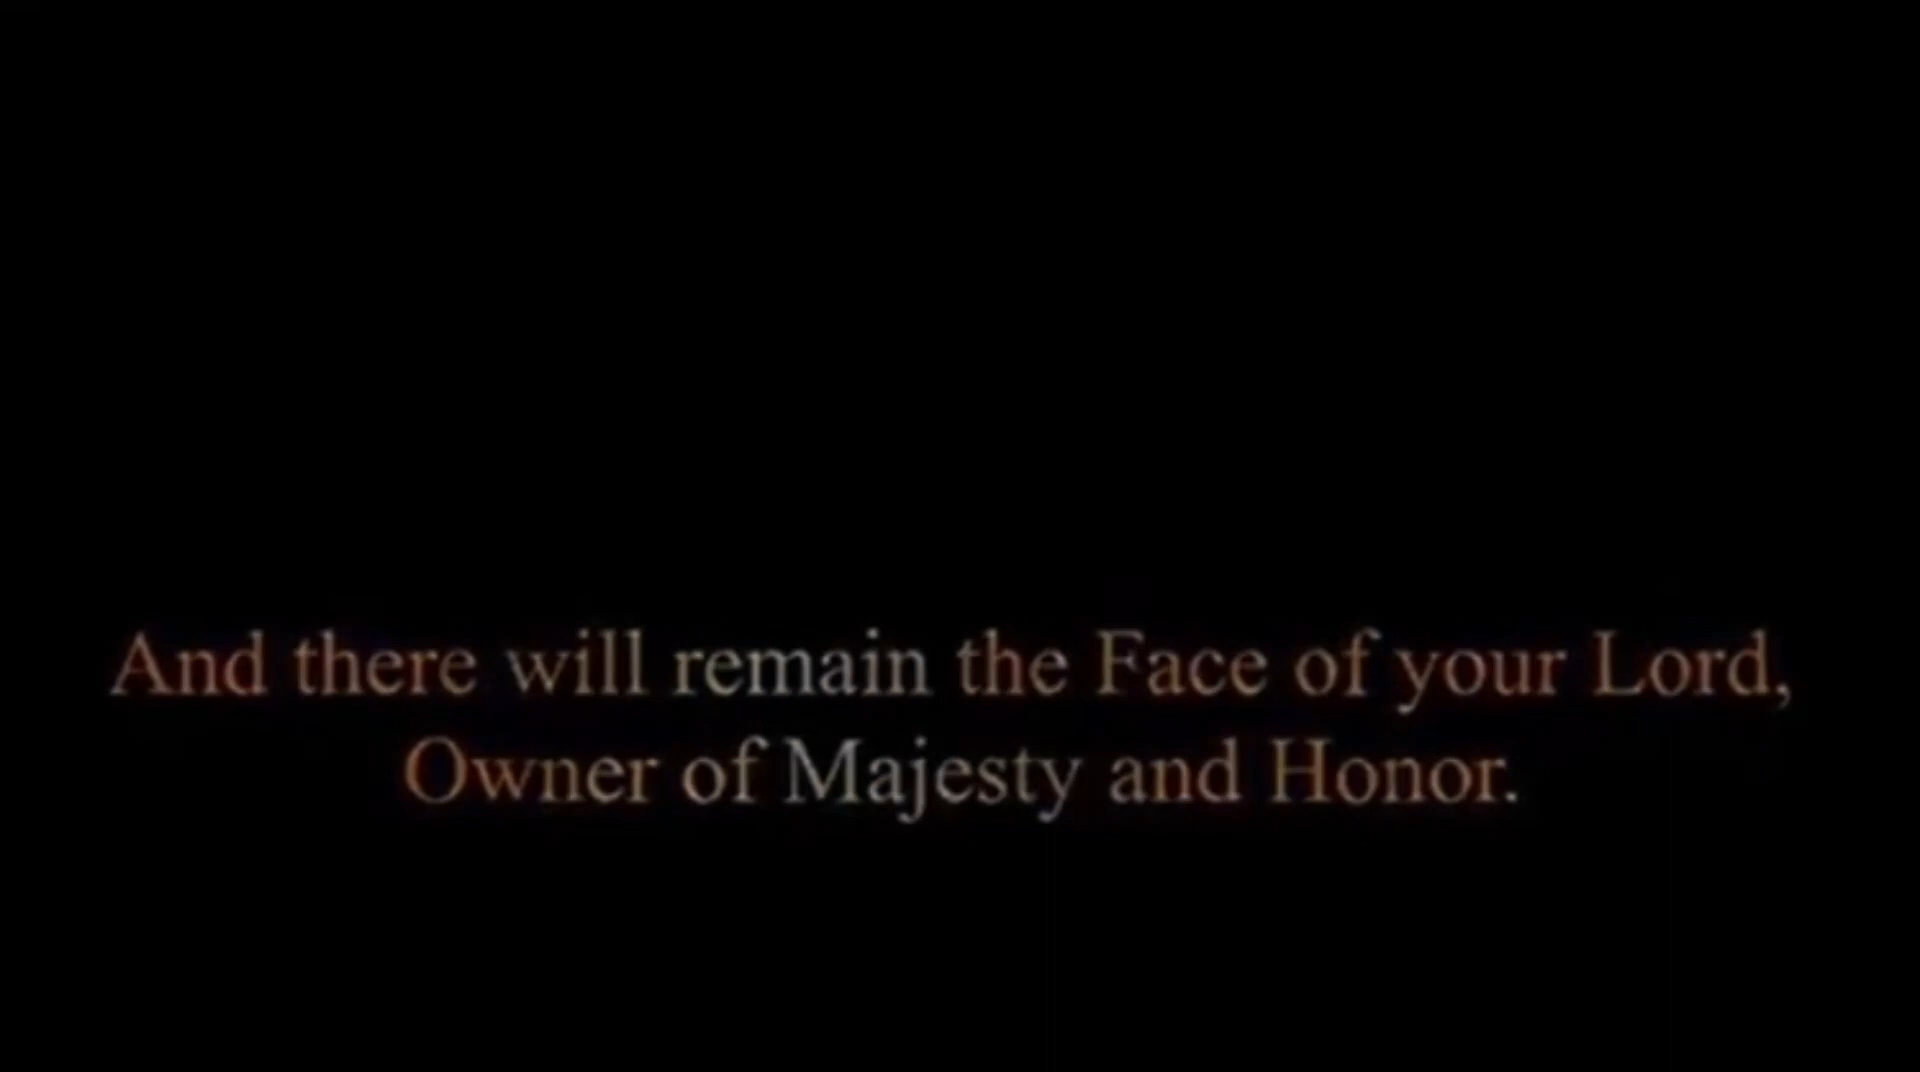 And there will remain the Face of your Lord,
Owner of Majesty and Honor.